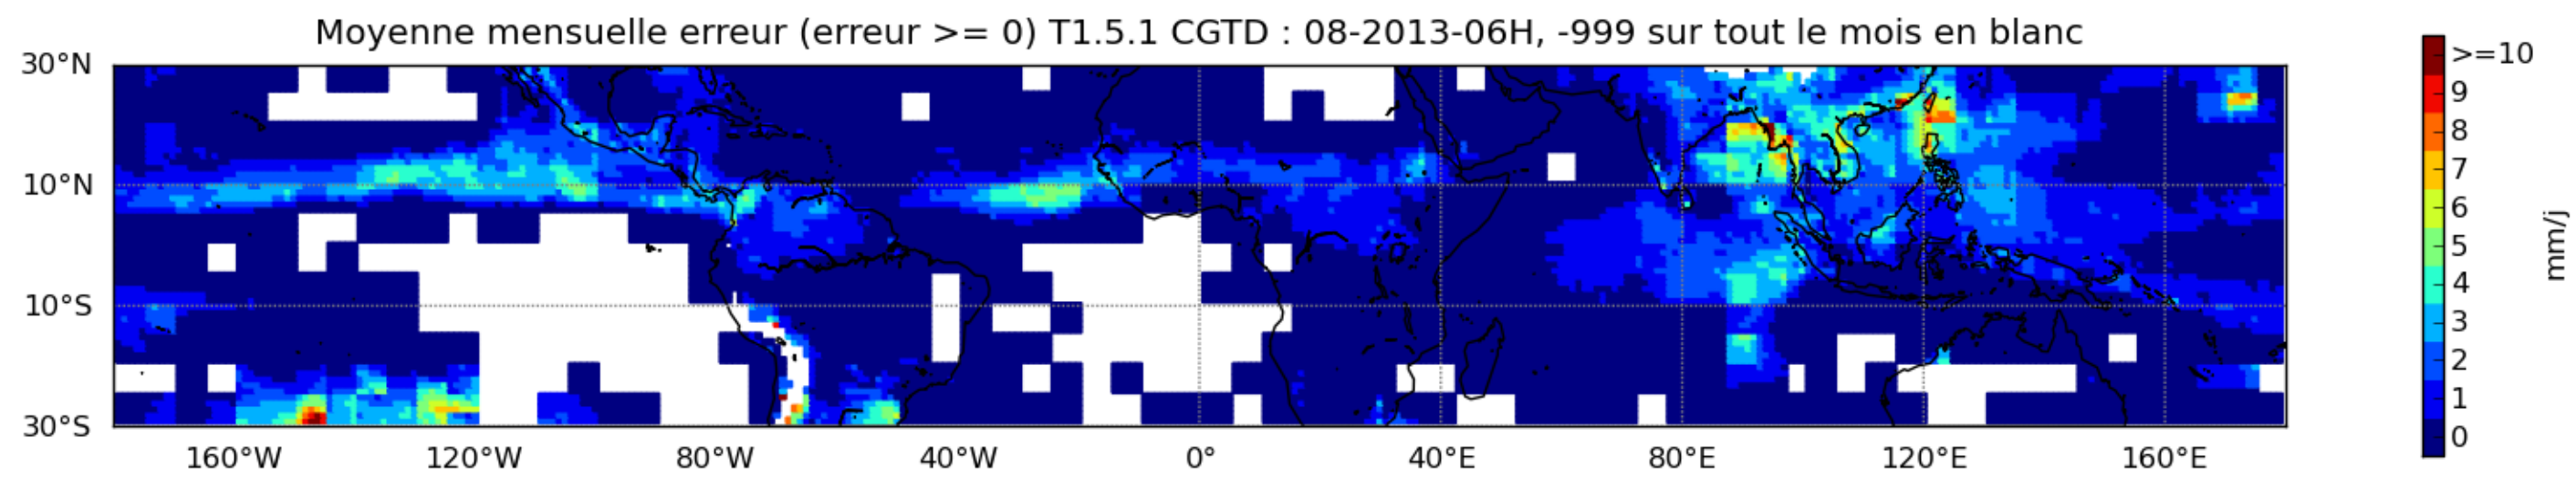 Moyenne mensuelle erreur (erreur >= 0) T1.5.1 CGTD : 08-2013-06H, -999 sur tout le mois en blanc
30°N
10°N
10°S
30°S
160°W 120°W 80°W 40°W 0° 40°E 80°E 120°E 160°E
>=10
9
8
7
6
5
4
3
2
1
0
mm/j